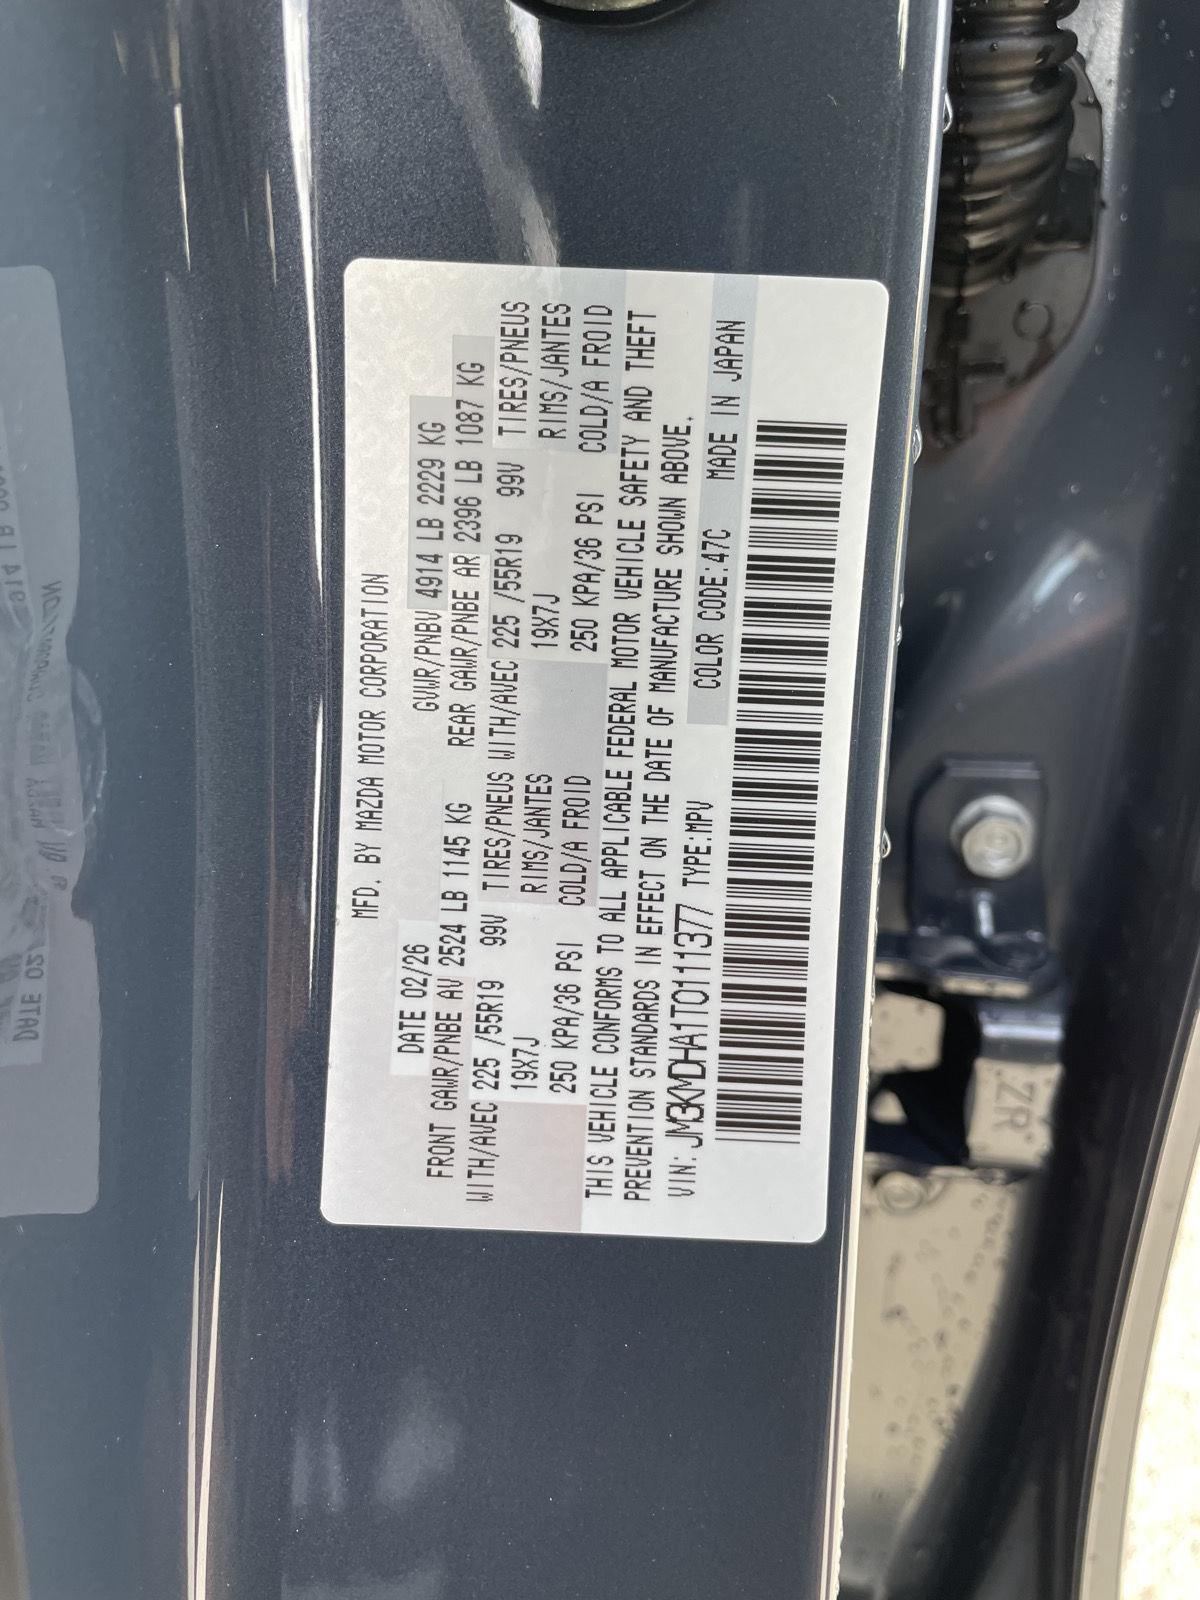 MFD. BY MAZDA MOTOR CORPORATION
DATE 02/26 GVWR/PNBV 4914 LB 2229 KG
FRONT GAWR/PNBE AV 2524 LB 1145 KG REAR GAWR/PNBE AR 2396 LB 1087 KG
WITH/AVEC 225 /55R19 99V TIRES/PNEUS WITH/AVEC 225 /55R19 99V TIRES/PNEUS
19X7J RIMS/JANTES 19X7J RIMS/JANTES
250 KPA/36 PSI COLD/A FROID 250 KPA/36 PSI COLD/A FROID
THIS VEHICLE CONFORMS TO ALL APPLICABLE FEDERAL MOTOR VEHICLE SAFETY AND THEFT
PREVENTION STANDARDS IN EFFECT ON THE DATE OF MANUFACTURE SHOWN ABOVE.
VIN: JM3KMDHA1T0111377 TYPE:MPV COLOR CODE:47C MADE IN JAPAN
ZR